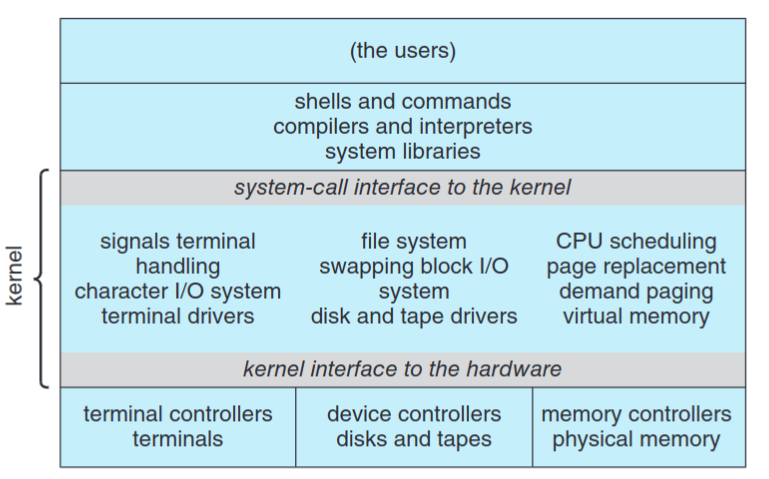 (the users)
shells and commands
compilers and interpreters
system libraries
system-call interface to the kernel
kernel
signals terminal
handling
character I/O system
terminal drivers
file system
swapping block I/O
system
disk and tape drivers
CPU scheduling
page replacement
demand paging
virtual memory
kernel interface to the hardware
terminal controllers
terminals
device controllers
disks and tapes
memory controllers
physical memory